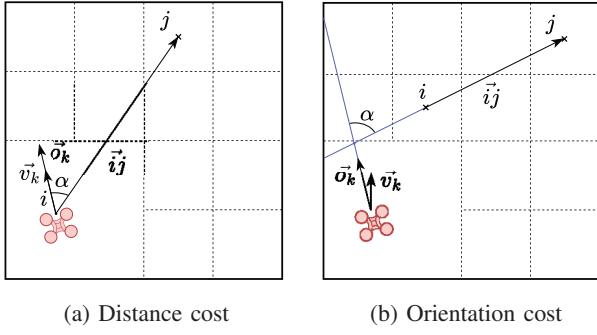 j
o⃗ₖ
i⃗j
v⃗ₖ
α
i
(a) Distance cost
j
i
α
i⃗j
o⃗ₖ
v⃗ₖ
(b) Orientation cost